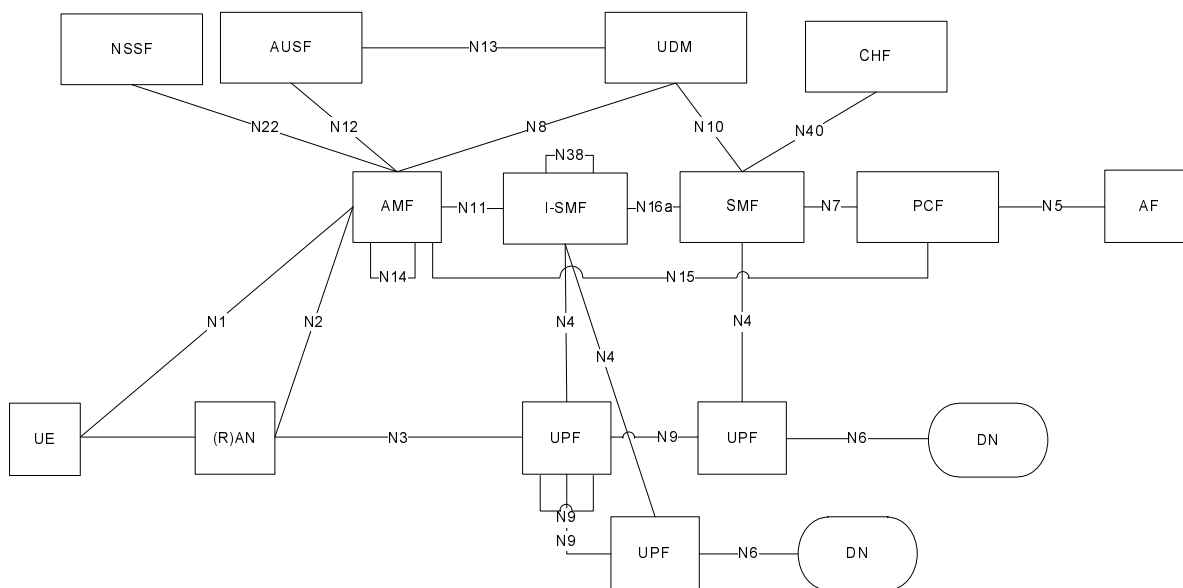 NSSF
AUSF
N13
UDM
CHF
N22
N12
N8
N10
N40
N38
AMF
N11
I-SMF
N16a
SMF
N7
PCF
N5
AF
N14
N15
N1
N2
N4
N4
N4
UE
(R)AN
N3
UPF
N9
UPF
N6
DN
N9
N9
UPF
N6
DN